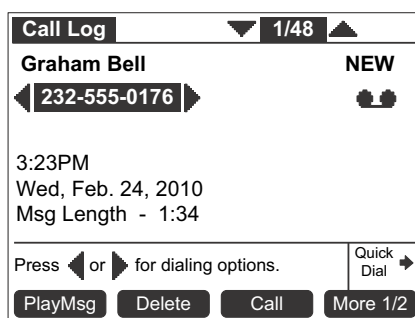 Call Log 1/48
Graham Bell NEW
232-555-0176
3:23PM
Wed, Feb. 24, 2010
Msg Length - 1:34
Press or for dialing options.
Quick
Dial
PlayMsg Delete Call More 1/2